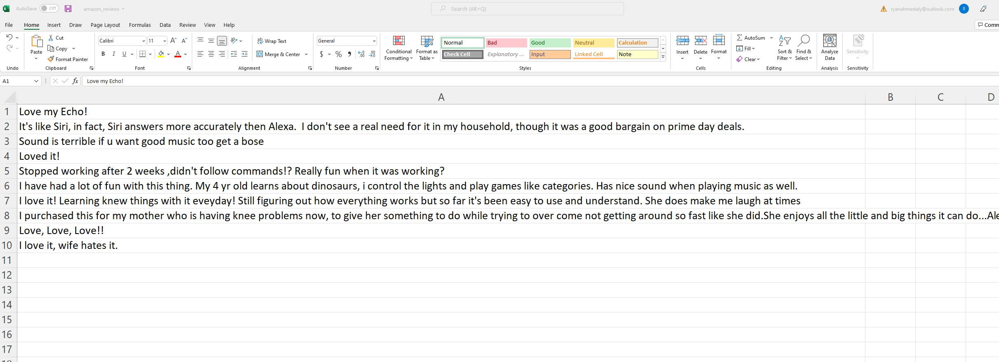 AutoSave Off amazon_reviews Search (Alt+Q) ryanahmedaly@outlook.com R
File Home Insert Draw Page Layout Formulas Data Review View Help Comm
Undo
Paste Cut Copy Format Painter
Clipboard
Calibri 11 A A
B I U A
Font
ab Wrap Text
Merge & Center
Alignment
General
$ % 9 .00 .00
Number
Conditional Formatting
Format as Table
Normal Bad Good Neutral Calculation
Check Cell Explanatory ... Input Linked Cell Note
Styles
Insert Delete Format
Cells
AutoSum
Fill
Clear
Sort & Filter
Find & Select
Editing
Analyze Data
Analysis
Sensitivity
Sensitivity
A1 fx Love my Echo!
A B C D
1 Love my Echo!
2 It's like Siri, in fact, Siri answers more accurately then Alexa.  I don't see a real need for it in my household, though it was a good bargain on prime day deals.
3 Sound is terrible if u want good music too get a bose
4 Loved it!
5 Stopped working after 2 weeks ,didn't follow commands!? Really fun when it was working?
6 I have had a lot of fun with this thing. My 4 yr old learns about dinosaurs, i control the lights and play games like categories. Has nice sound when playing music as well.
7 I love it! Learning knew things with it eveyday! Still figuring out how everything works but so far it's been easy to use and understand. She does make me laugh at times
8 I purchased this for my mother who is having knee problems now, to give her something to do while trying to over come not getting around so fast like she did.She enjoys all the little and big things it can do...Ale
9 Love, Love, Love!!
10 I love it, wife hates it.
11
12
13
14
15
16
17